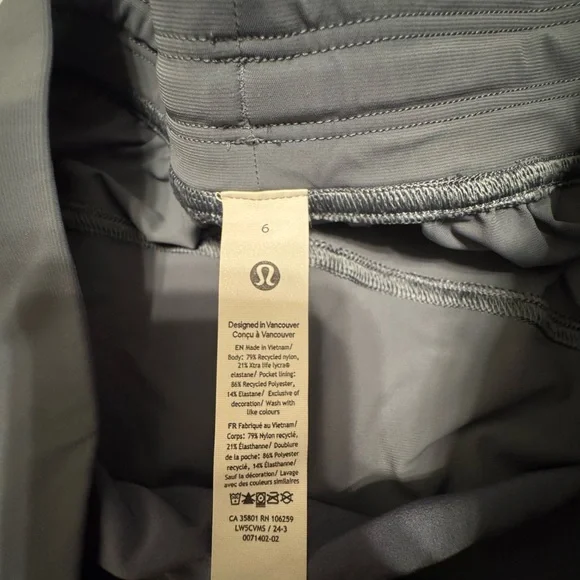 6
Designed in Vancouver
Conçu à Vancouver
EN Made in Vietnam/
Body: 79% Recycled nylon,
21% Xtra life lycra®
elastane/ Pocket lining:
86% Recycled Polyester,
14% Elastane/ Exclusive of
decoration/ Wash with
like colours
FR Fabriqué au Vietnam/
Corps: 79% Nylon recyclé,
21% Élasthanne/ Doublure
de la poche: 86% Polyester
recyclé, 14% Élasthanne/
Sauf la décoration/ Lavage
avec des couleurs similaires
CA 35801 RN 106259
LW5CVMS / 24-3
0071402-02